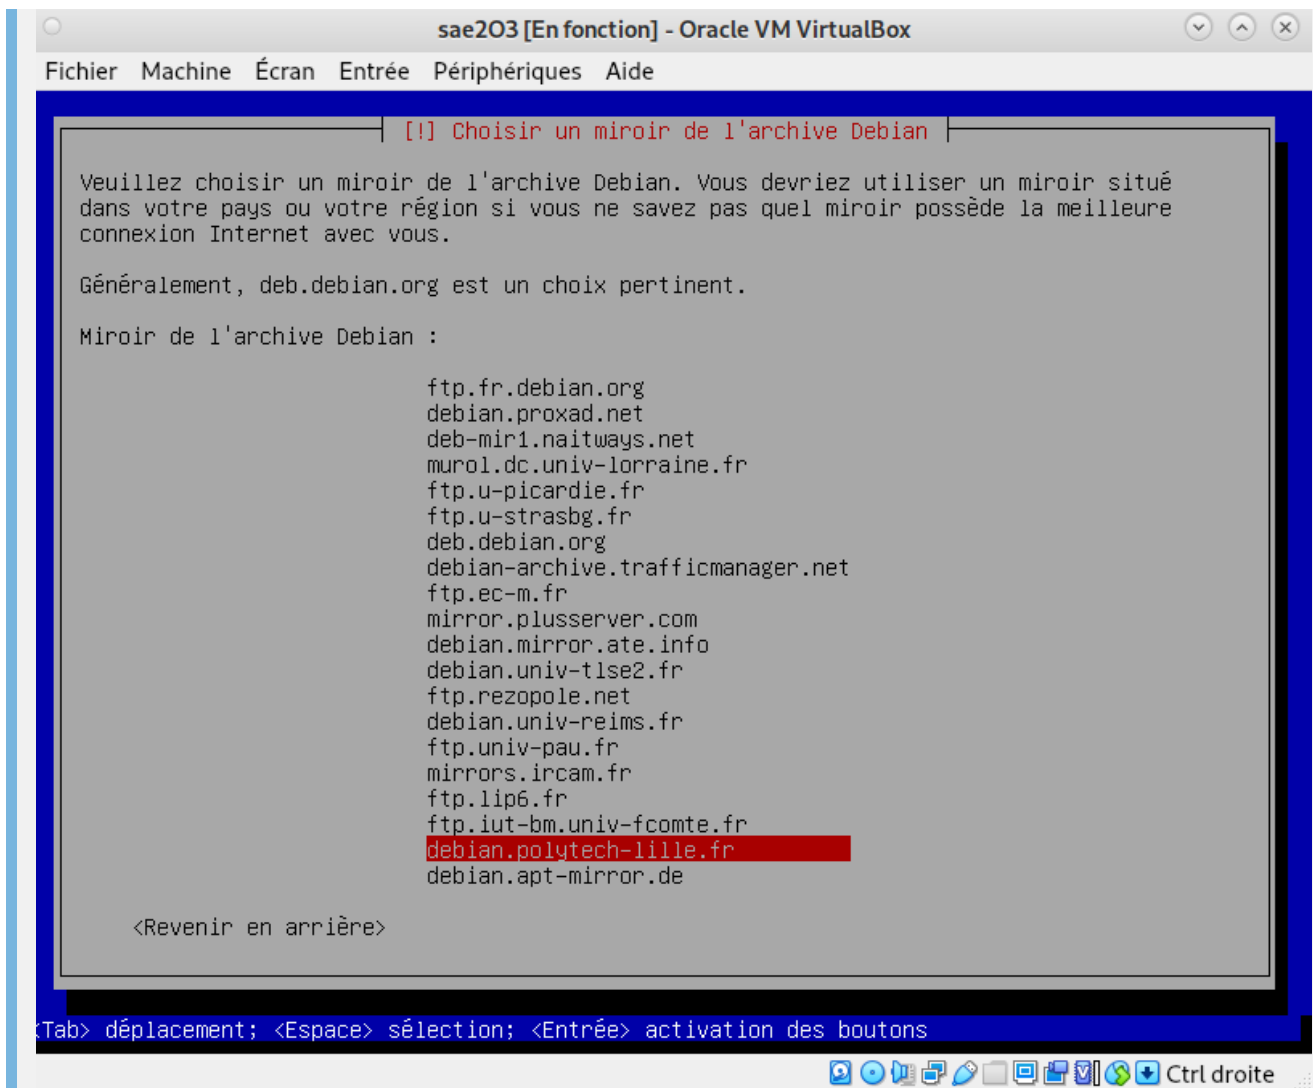 sae2O3 [En fonction] - Oracle VM VirtualBox
Fichier Machine Écran Entrée Périphériques Aide
[!] Choisir un miroir de l'archive Debian
Veuillez choisir un miroir de l'archive Debian. Vous devriez utiliser un miroir situé
dans votre pays ou votre région si vous ne savez pas quel miroir possède la meilleure
connexion Internet avec vous.
Généralement, deb.debian.org est un choix pertinent.
Miroir de l'archive Debian :
ftp.fr.debian.org
debian.proxad.net
deb-mir1.naitways.net
murol.dc.univ-lorraine.fr
ftp.u-picardie.fr
ftp.u-strasbg.fr
deb.debian.org
debian-archive.trafficmanager.net
ftp.ec-m.fr
mirror.plusserver.com
debian.mirror.ate.info
debian.univ-tlse2.fr
ftp.rezopole.net
debian.univ-reims.fr
ftp.univ-pau.fr
mirrors.ircam.fr
ftp.lip6.fr
ftp.iut-bm.univ-fcomte.fr
debian.polytech-lille.fr
debian.apt-mirror.de
<Revenir en arrière>
<Tab> déplacement; <Espace> sélection; <Entrée> activation des boutons
Ctrl droite